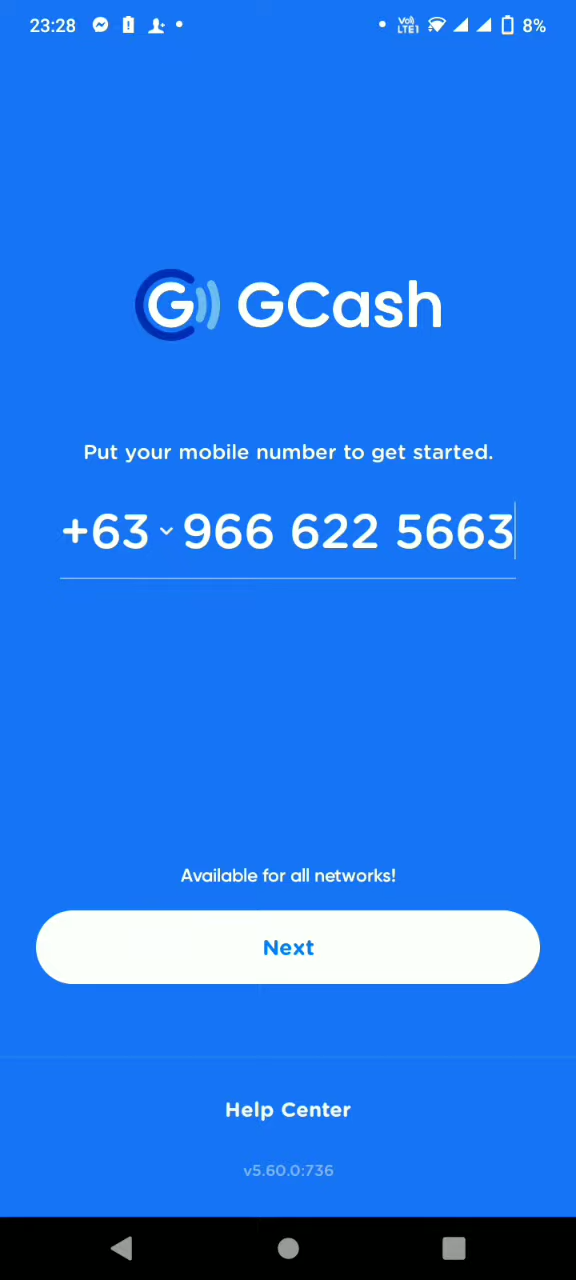 23:28
VoLTE1 8%
G GCash
Put your mobile number to get started.
+63 966 622 5663
Available for all networks!
Next
Help Center
v5.60.0:736